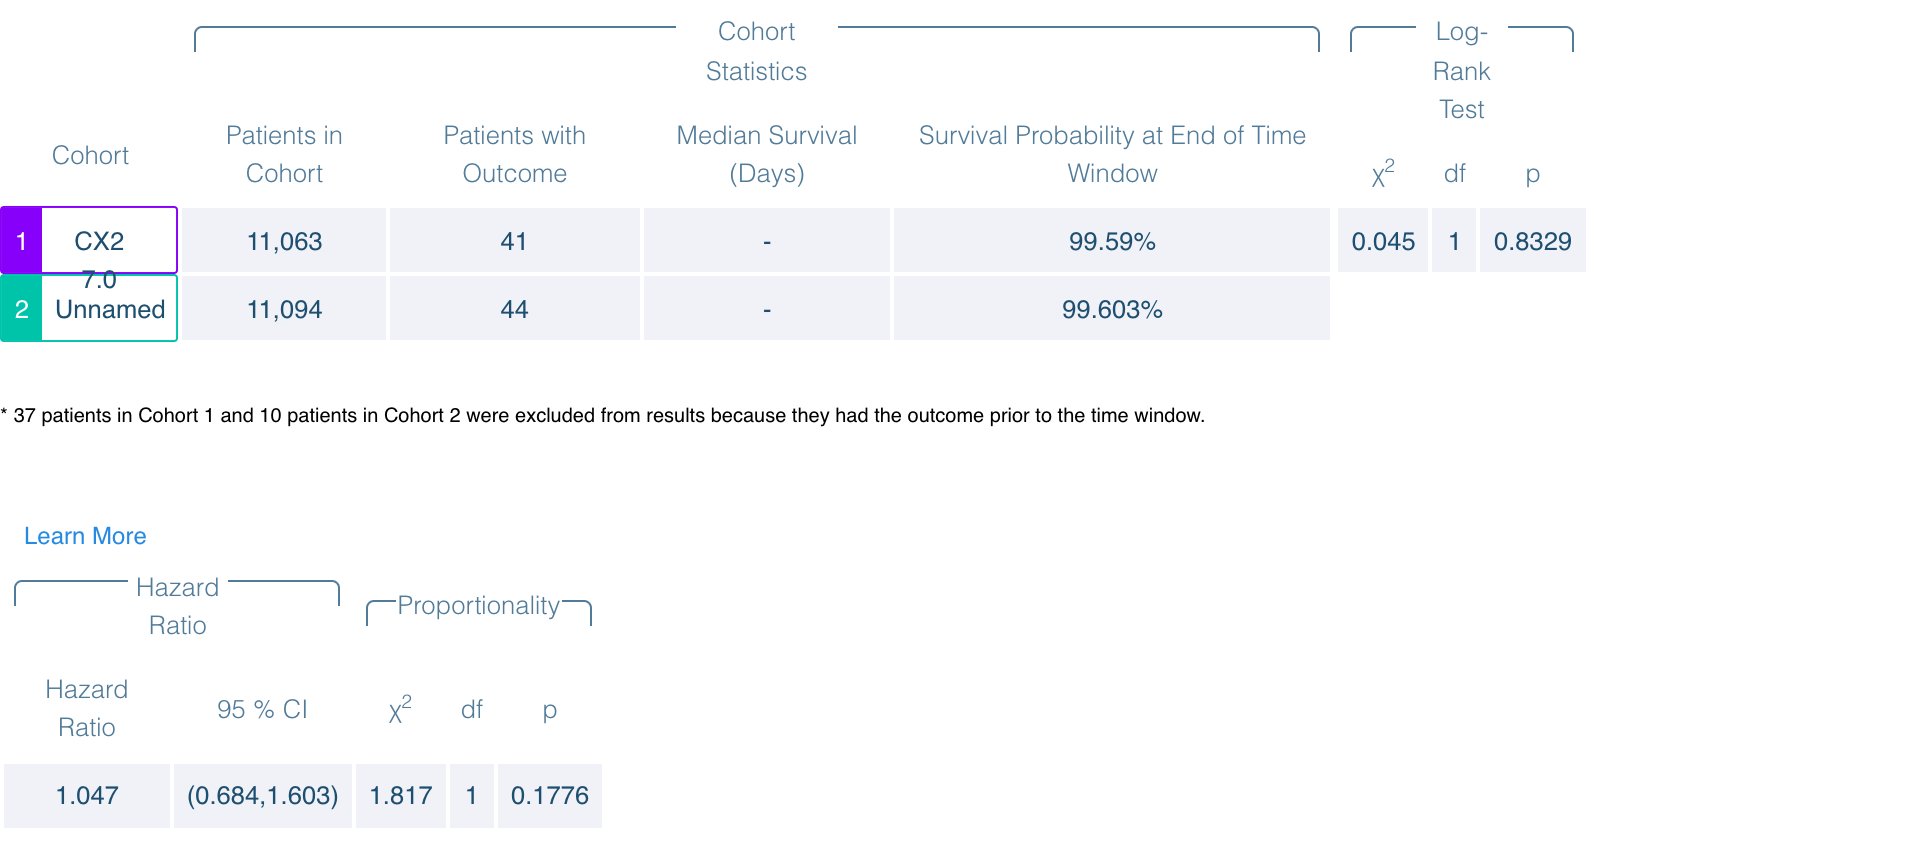 Cohort
Statistics
Log-
Rank
Test
Cohort
Patients in
Cohort
Patients with
Outcome
Median Survival
(Days)
Survival Probability at End of Time
Window
χ2
df
p
1 CX2 11,063 41 - 99.59% 0.045 1 0.8329
7.0
2 Unnamed 11,094 44 - 99.603%
* 37 patients in Cohort 1 and 10 patients in Cohort 2 were excluded from results because they had the outcome prior to the time window.
Learn More
Hazard
Ratio
Proportionality
Hazard
Ratio
95 % CI
χ2
df
p
1.047 (0.684,1.603) 1.817 1 0.1776